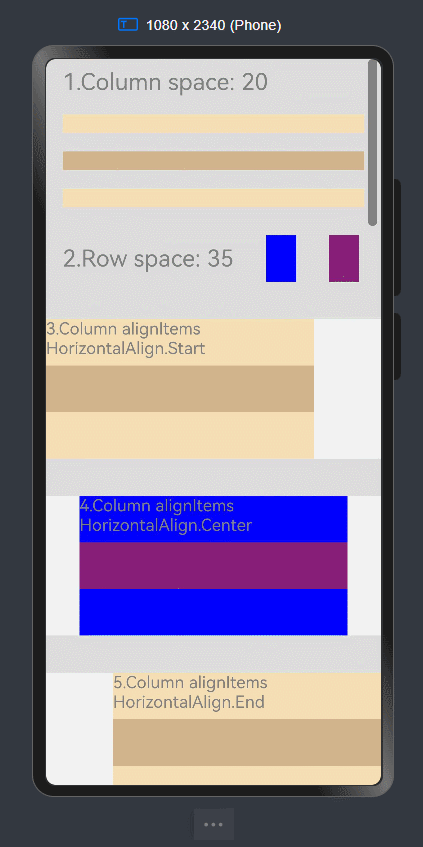 1080 x 2340 (Phone)
1.Column space: 20
2.Row space: 35
3.Column alignItems
HorizontalAlign.Start
4.Column alignItems
HorizontalAlign.Center
5.Column alignItems
HorizontalAlign.End